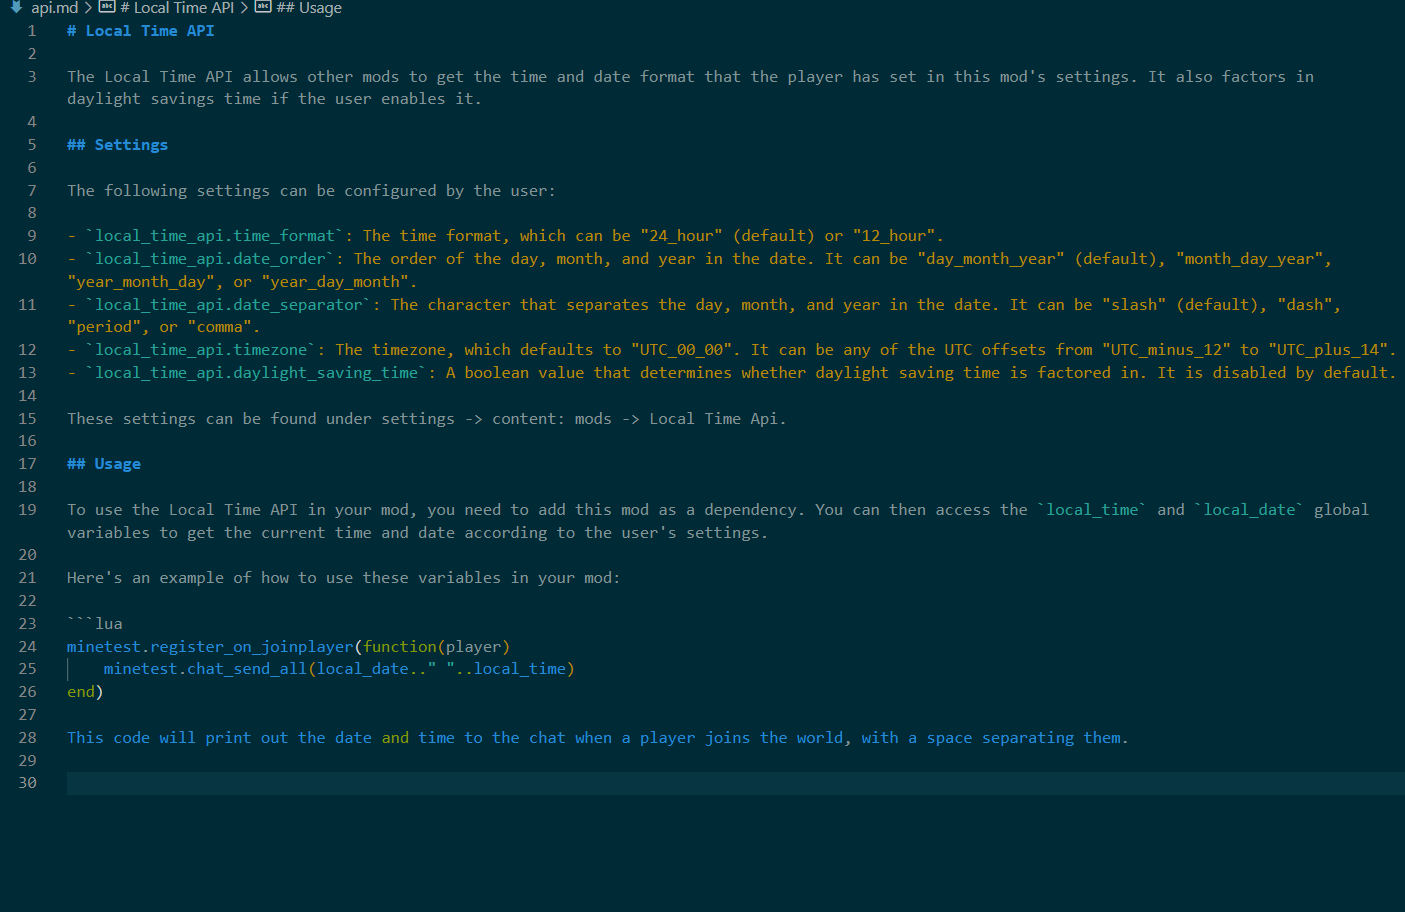 api.md > # Local Time API > ## Usage
1 # Local Time API
2
3 The Local Time API allows other mods to get the time and date format that the player has set in this mod's settings. It also factors in
daylight savings time if the user enables it.
4
5 ## Settings
6
7 The following settings can be configured by the user:
8
9 - `local_time_api.time_format`: The time format, which can be "24_hour" (default) or "12_hour".
10 - `local_time_api.date_order`: The order of the day, month, and year in the date. It can be "day_month_year" (default), "month_day_year",
"year_month_day", or "year_day_month".
11 - `local_time_api.date_separator`: The character that separates the day, month, and year in the date. It can be "slash" (default), "dash",
"period", or "comma".
12 - `local_time_api.timezone`: The timezone, which defaults to "UTC_00_00". It can be any of the UTC offsets from "UTC_minus_12" to "UTC_plus_14".
13 - `local_time_api.daylight_saving_time`: A boolean value that determines whether daylight saving time is factored in. It is disabled by default.
14
15 These settings can be found under settings -> content: mods -> Local Time Api.
16
17 ## Usage
18
19 To use the Local Time API in your mod, you need to add this mod as a dependency. You can then access the `local_time` and `local_date` global
variables to get the current time and date according to the user's settings.
20
21 Here's an example of how to use these variables in your mod:
22
23 ```lua
24 minetest.register_on_joinplayer(function(player)
25     minetest.chat_send_all(local_date.." "..local_time)
26 end)
27
28 This code will print out the date and time to the chat when a player joins the world, with a space separating them.
29
30